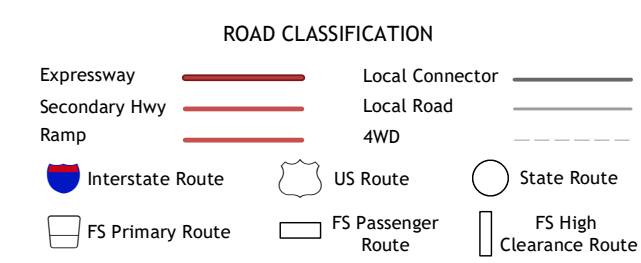 ROAD CLASSIFICATION
Expressway
Local Connector
Secondary Hwy
Local Road
Ramp
4WD
Interstate Route
US Route
State Route
FS Primary Route
FS Passenger
Route
FS High
Clearance Route